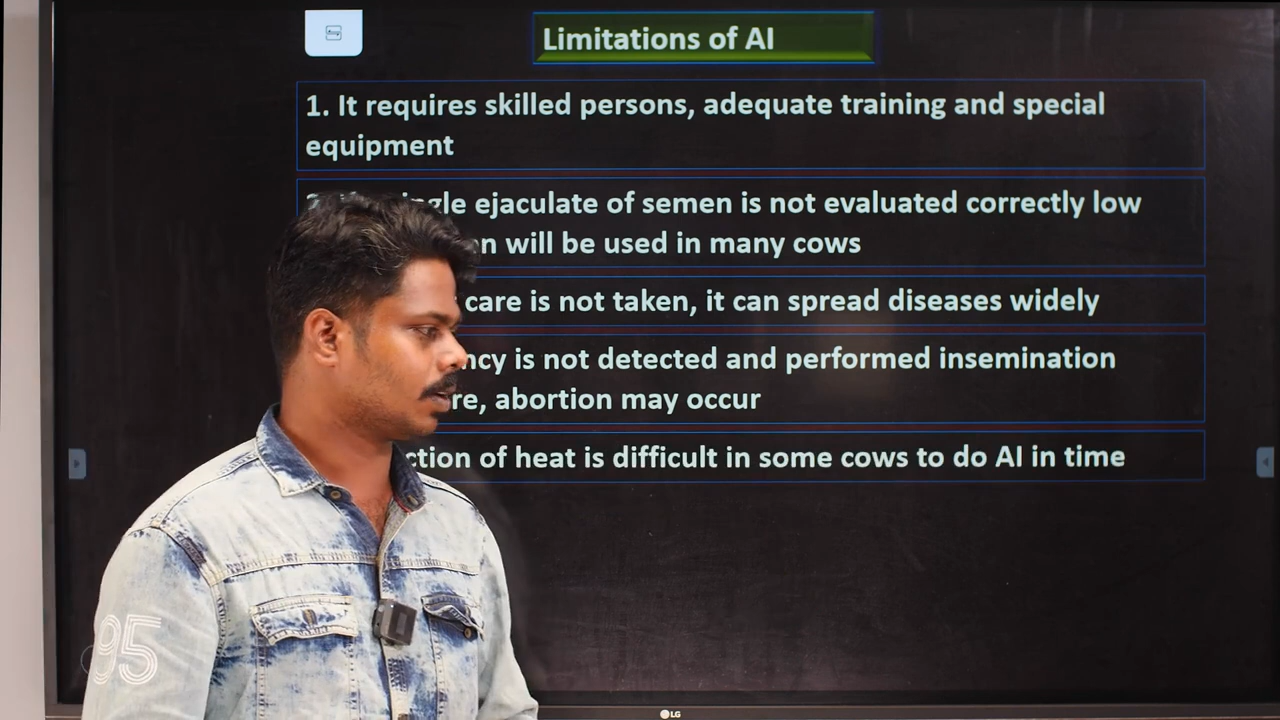 Limitations of AI
1. It requires skilled persons, adequate training and special
equipment
ejaculate of semen is not evaluated correctly low
will be used in many cows
care is not taken, it can spread diseases widely
is not detected and performed insemination
abortion may occur
of heat is difficult in some cows to do AI in time
95
LG